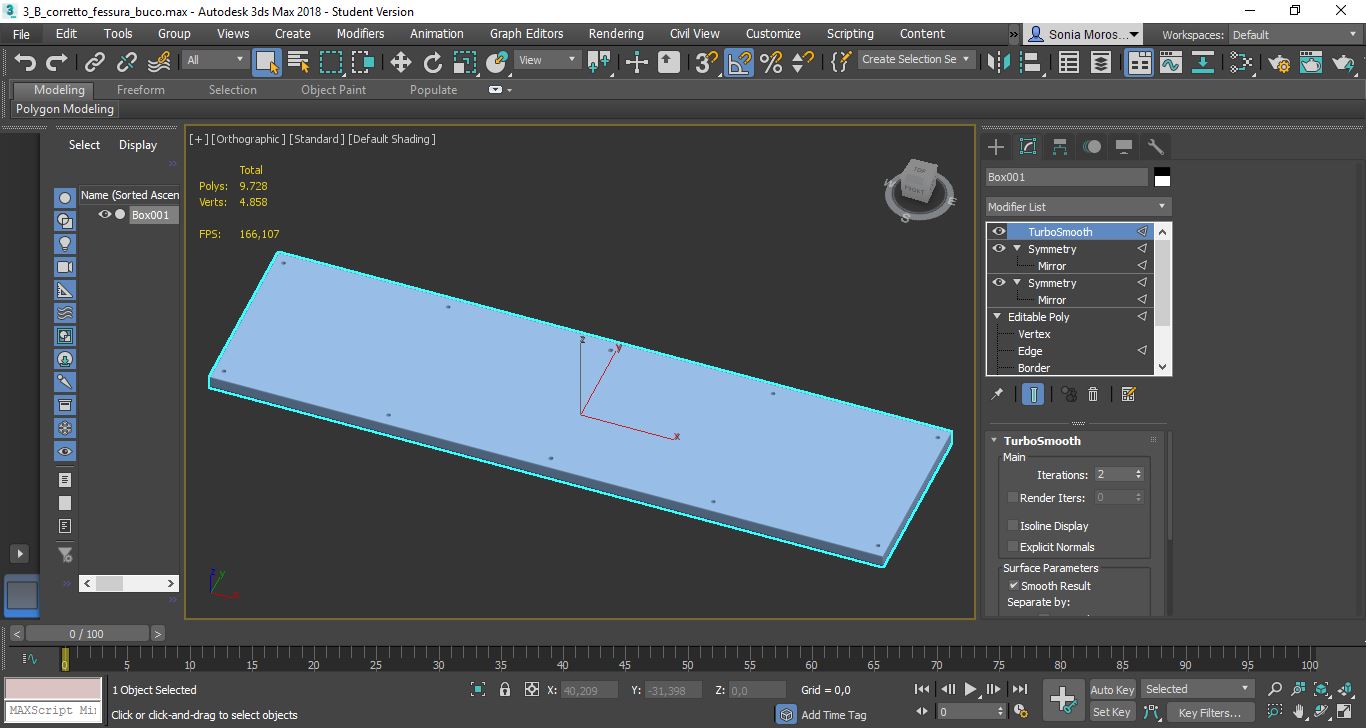 3_B_corretto_fessura_buco.max - Autodesk 3ds Max 2018 - Student Version
File Edit Tools Group Views Create Modifiers Animation Graph Editors Rendering Civil View Customize Scripting Content » Sonia Moros... Workspaces: Default
All View Create Selection Se
Modeling Freeform Selection Object Paint Populate
Polygon Modeling
Select Display
Name (Sorted Ascen
Box001
[+] [Orthographic] [Standard] [Default Shading]
Total
Polys: 9.728
Verts: 4.858
FPS: 166,107
TOP
FRONT
W
S
E
z
y
x
z
y
x
Box001
Modifier List
TurboSmooth
Symmetry
Mirror
Symmetry
Mirror
Editable Poly
Vertex
Edge
Border
TurboSmooth
Main
Iterations: 2
Render Iters: 0
Isoline Display
Explicit Normals
Surface Parameters
Smooth Result
Separate by:
< 0 / 100 >
0 5 10 15 20 25 30 35 40 45 50 55 60 65 70 75 80 85 90 95 100
1 Object Selected X: 40,209 Y: -31,398 Z: 0,0 Grid = 0,0 Auto Key Selected
MAXScript Mi Click or click-and-drag to select objects Add Time Tag 0 Set Key Key Filters...